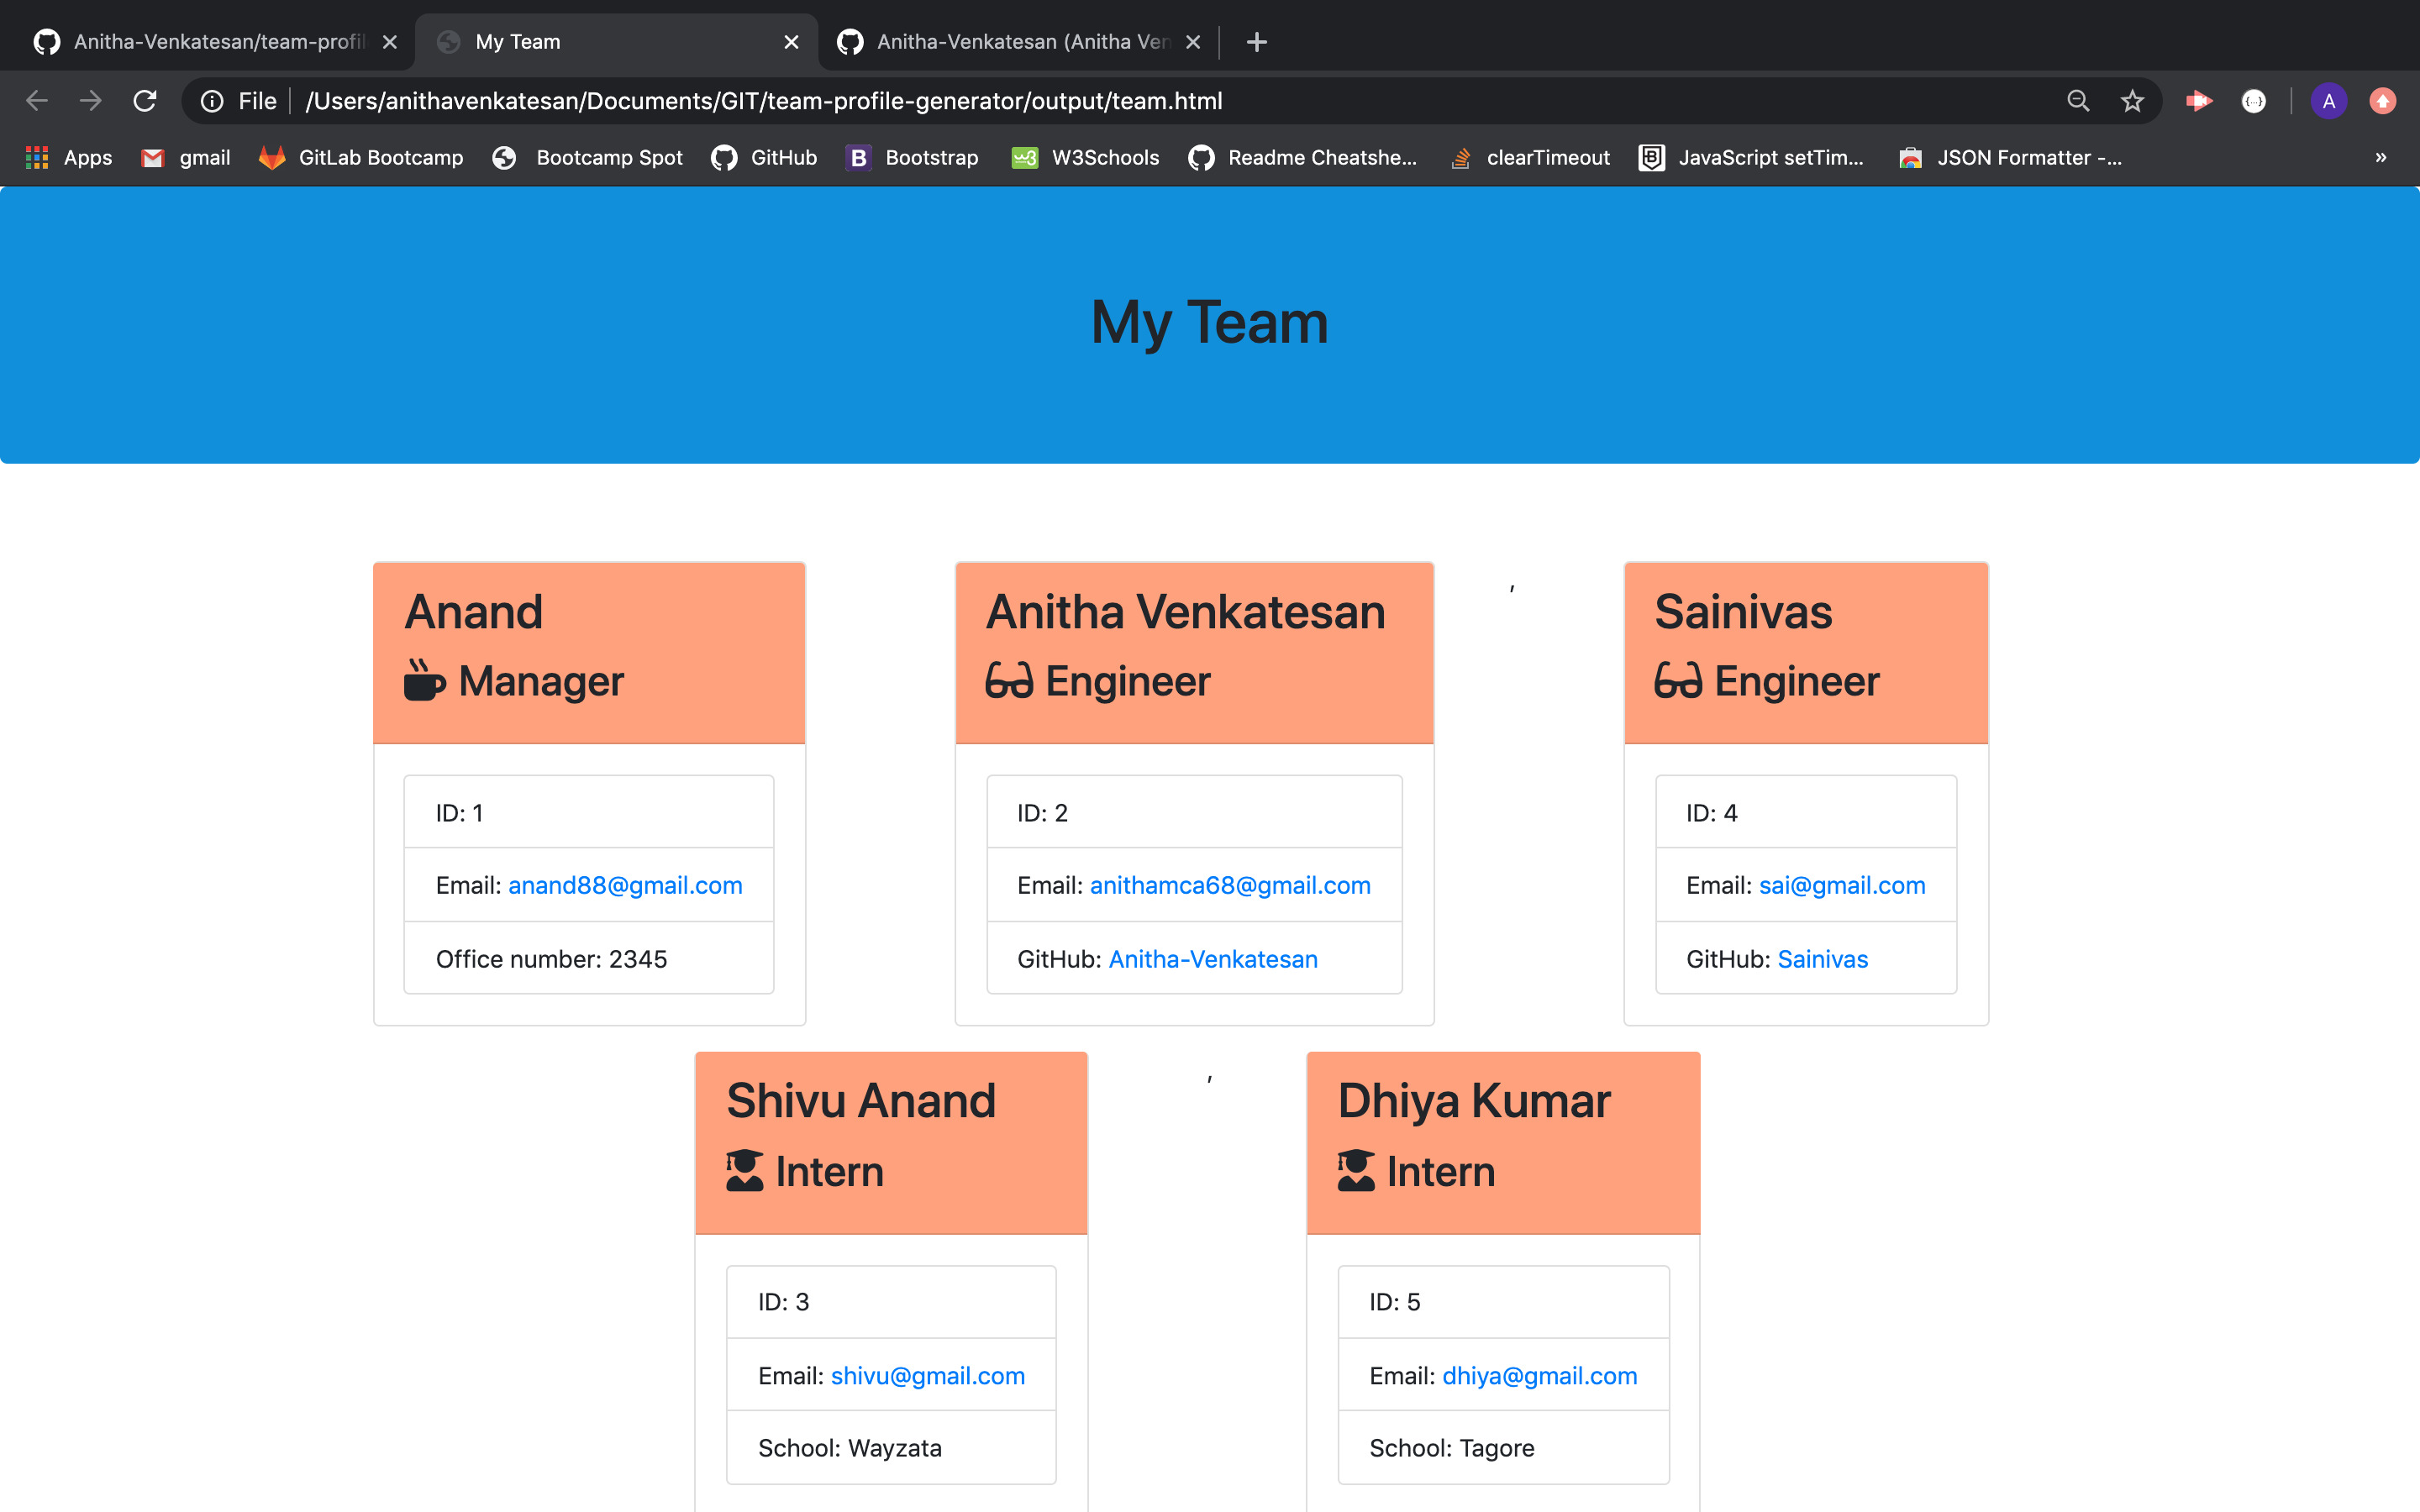 Anitha-Venkatesan/team-profil
My Team
Anitha-Venkatesan (Anitha Ven
File /Users/anithavenkatesan/Documents/GIT/team-profile-generator/output/team.html
A
Apps gmail GitLab Bootcamp Bootcamp Spot GitHub B Bootstrap w3 W3Schools Readme Cheatshe... clearTimeout JavaScript setTim... JSON Formatter -... »
My Team
Anand
Manager
ID: 1
Email: anand88@gmail.com
Office number: 2345
Anitha Venkatesan
Engineer
ID: 2
Email: anithamca68@gmail.com
GitHub: Anitha-Venkatesan
,
Sainivas
Engineer
ID: 4
Email: sai@gmail.com
GitHub: Sainivas
Shivu Anand
Intern
ID: 3
Email: shivu@gmail.com
School: Wayzata
,
Dhiya Kumar
Intern
ID: 5
Email: dhiya@gmail.com
School: Tagore